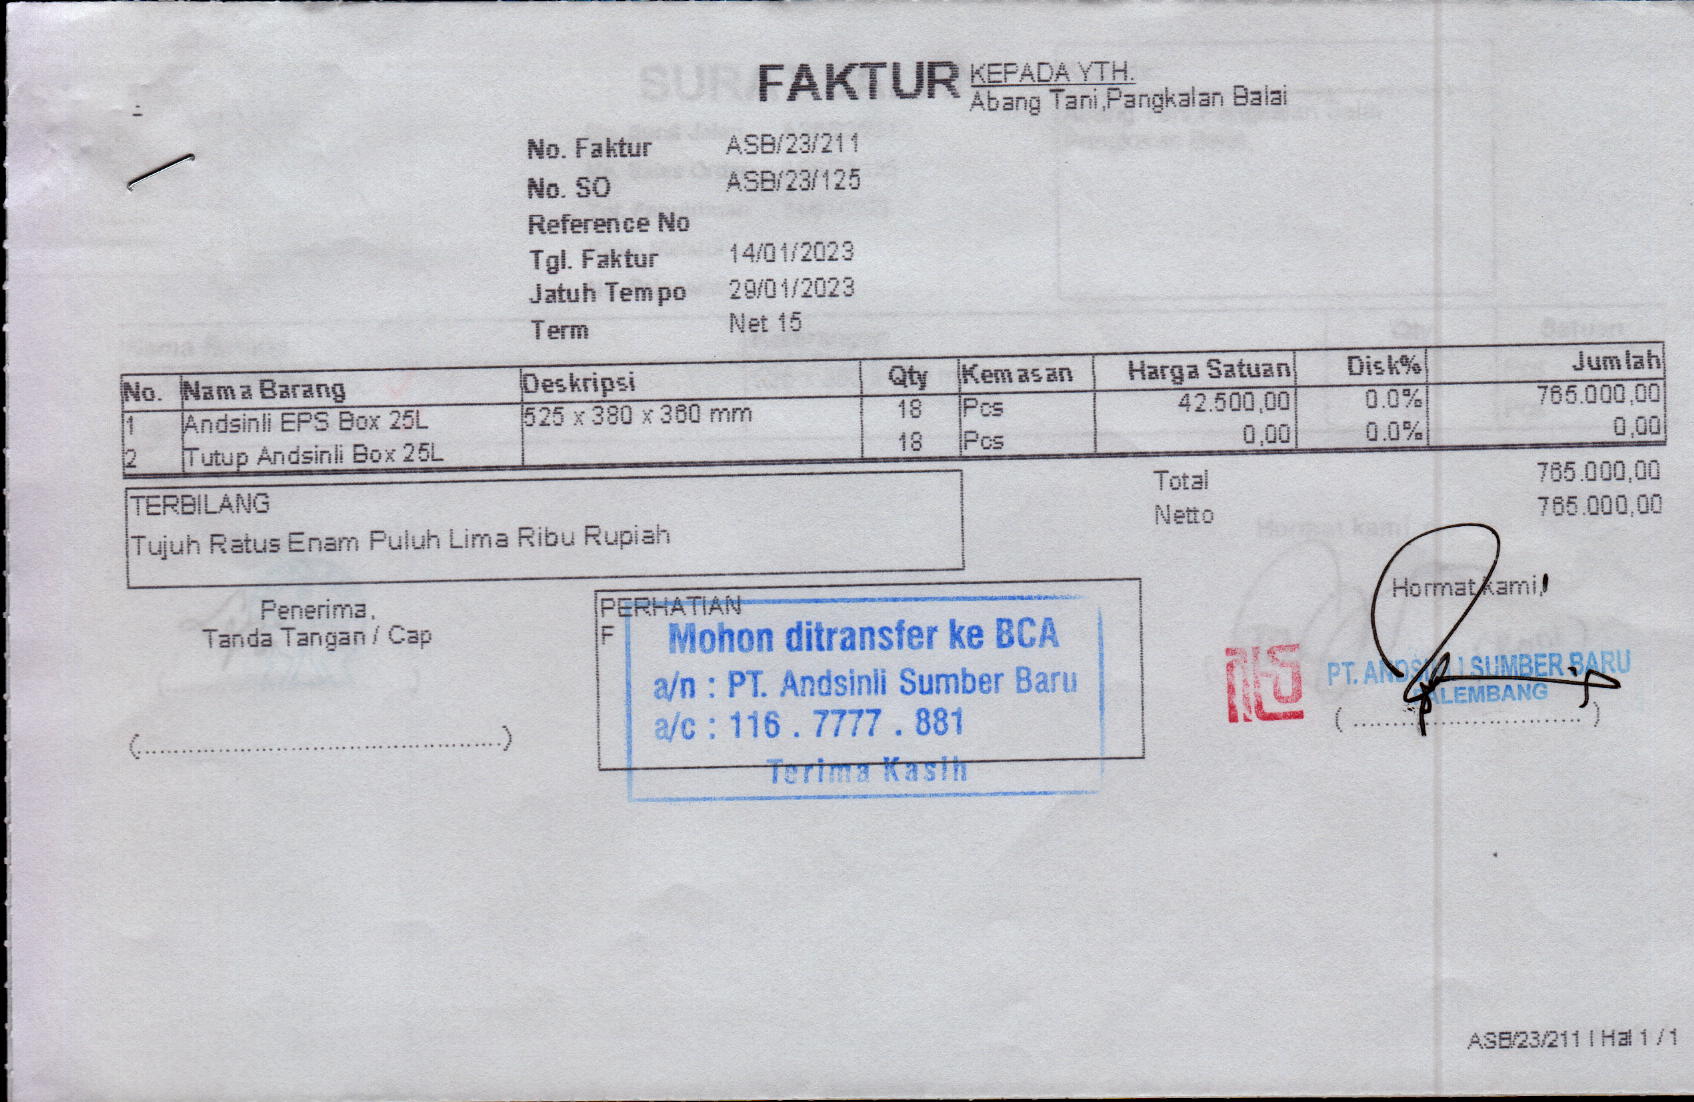 FAKTUR
KEPADA YTH.
Abang Tani,Pangkalan Balai
No. Faktur ASB/23/211
No. SO ASB/23/125
Reference No
Tgl. Faktur 14/01/2023
Jatuh Tempo 29/01/2023
Term Net 15
No. Nama Barang Deskripsi Qty Kemasan Harga Satuan Disk% Jumlah
1 Andsinli EPS Box 25L 525 x 380 x 360 mm 18 Pcs 42.500,00 0.0% 765.000,00
2 Tutup Andsinli Box 25L 18 Pcs 0,00 0.0% 0,00
Total 765.000,00
Netto 765.000,00
TERBILANG
Tujuh Ratus Enam Puluh Lima Ribu Rupiah
Penerima,
Tanda Tangan / Cap
(................................................)
PERHATIAN
F
Mohon ditransfer ke BCA
a/n : PT. Andsinli Sumber Baru
a/c : 116 . 7777 . 881
Terima Kasih
Hormat kami,
PT. ANDSINLI SUMBER BARU
PALEMBANG
(..............................)
ASB/23/211 | Hal 1 / 1